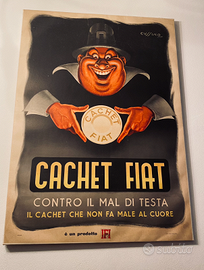 CACHET
FIAT
CACHET FIAT
CONTRO IL MAL DI TESTA
IL CACHET CHE NON FA MALE AL CUORE
è un prodotto IFI